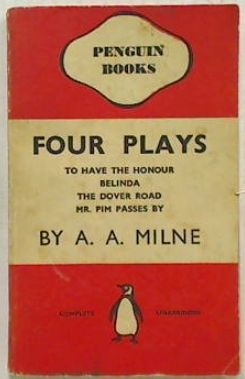 PENGUIN
BOOKS
FOUR PLAYS
TO HAVE THE HONOUR
BELINDA
THE DOVER ROAD
MR. PIM PASSES BY
BY A. A. MILNE
COMPLETE UNABRIDGED